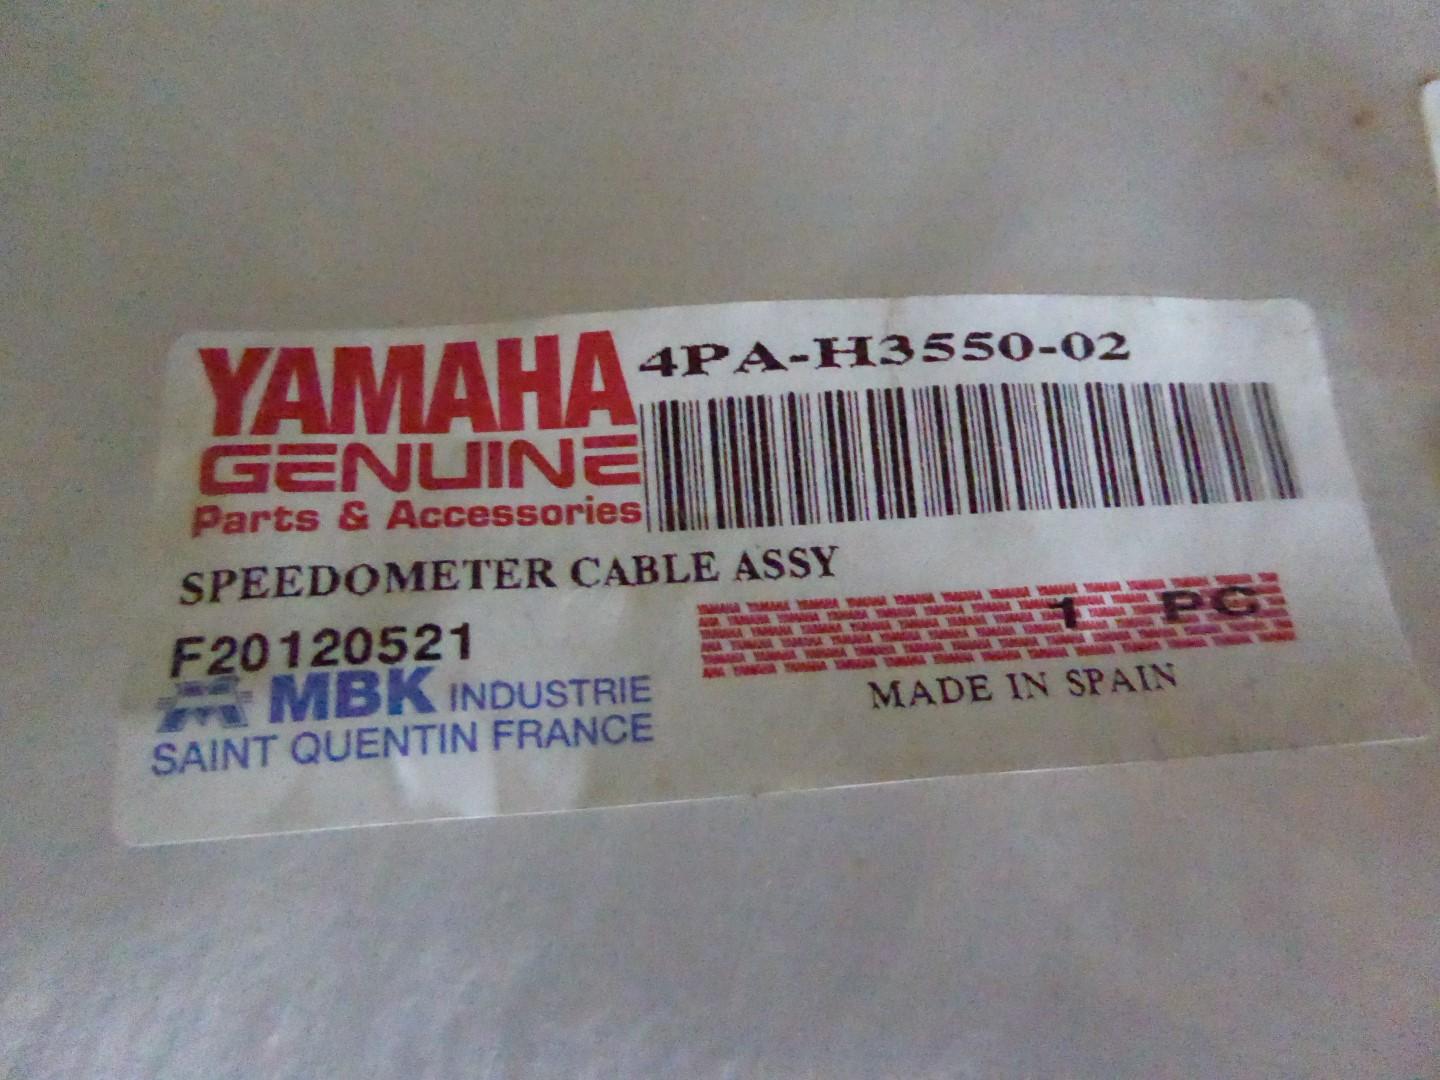 YAMAHA
GENUINE
Parts & Accessories
4PA-H3550-02
SPEEDOMETER CABLE ASSY
F20120521
1 PC
MBK INDUSTRIE
SAINT QUENTIN FRANCE
MADE IN SPAIN